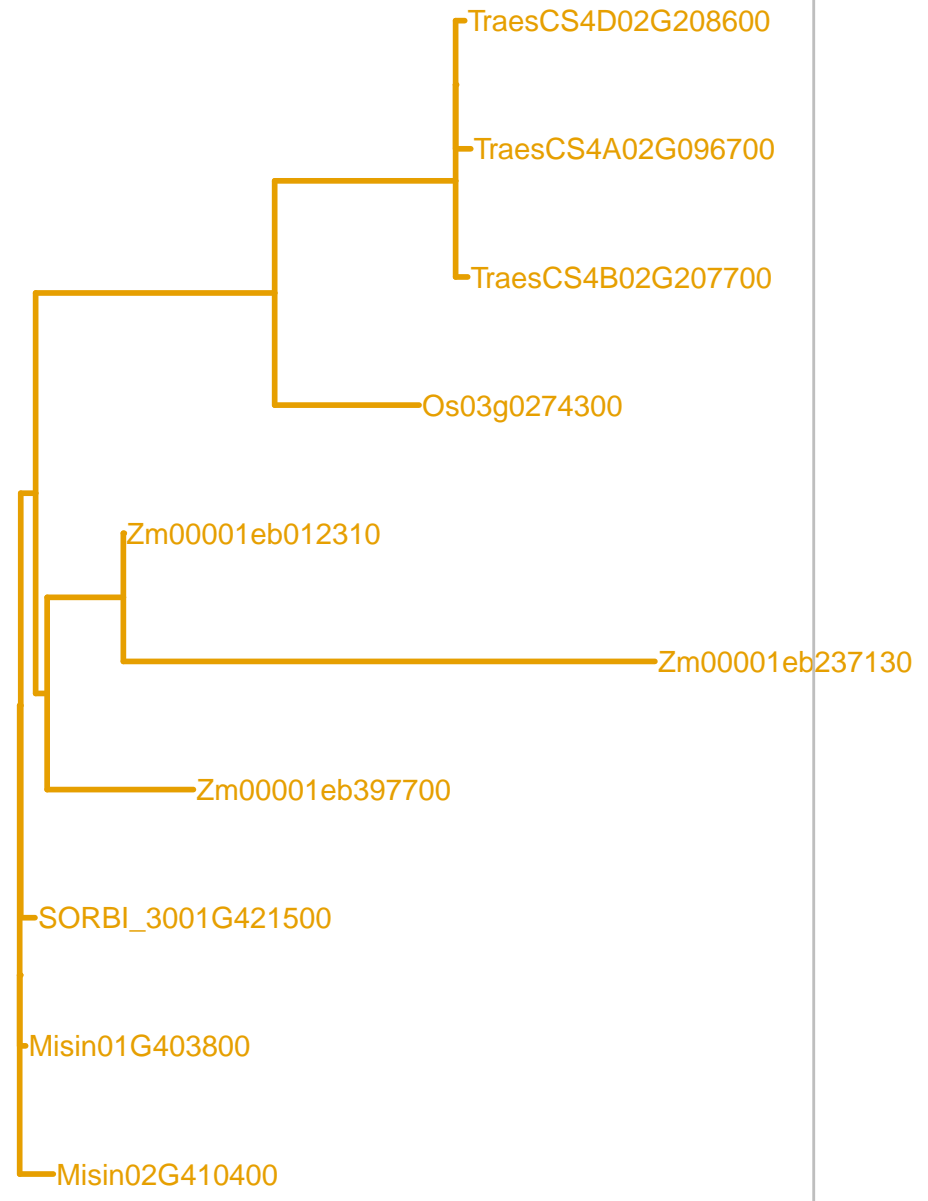 TraesCS4D02G208600
TraesCS4A02G096700
TraesCS4B02G207700
Os03g0274300
Zm00001eb012310
Zm00001eb237130
Zm00001eb397700
SORBI_3001G421500
Misin01G403800
Misin02G410400